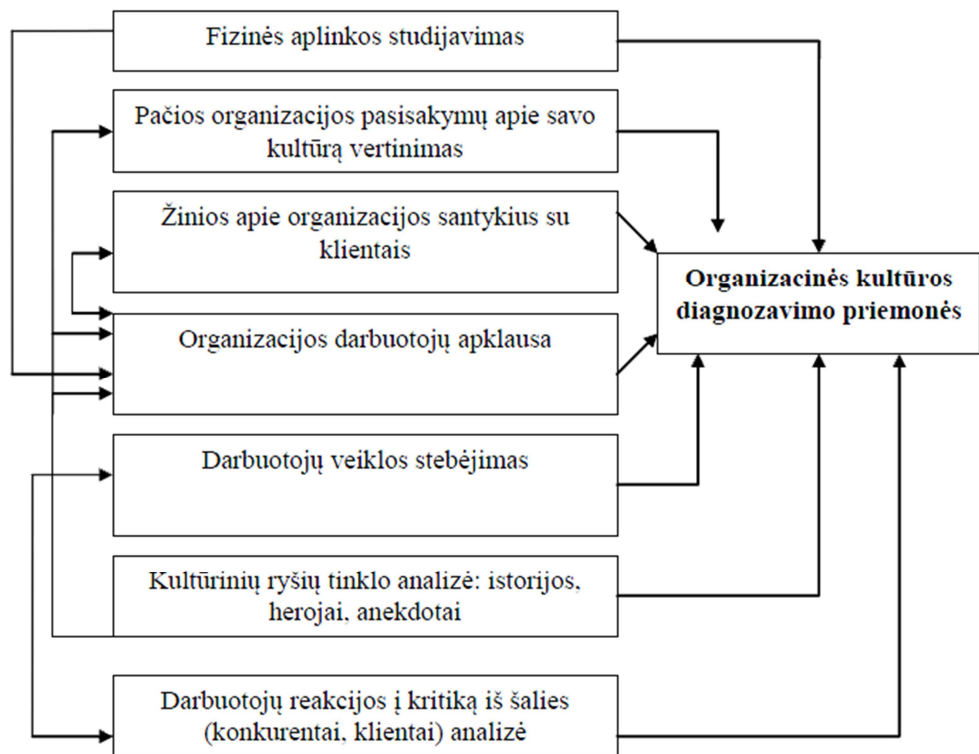 Fizinės aplinkos studijavimas
Pačios organizacijos pasisakymų apie savo
kultūrą vertinimas
Žinios apie organizacijos santykius su
klientais
Organizacijos darbuotojų apklausa
Darbuotojų veiklos stebėjimas
Kultūrinių ryšių tinklo analizė: istorijos,
herojai, anekdotai
Darbuotojų reakcijos į kritiką iš šalies
(konkurentai, klientai) analizė
Organizacinės kultūros
diagnozavimo priemonės